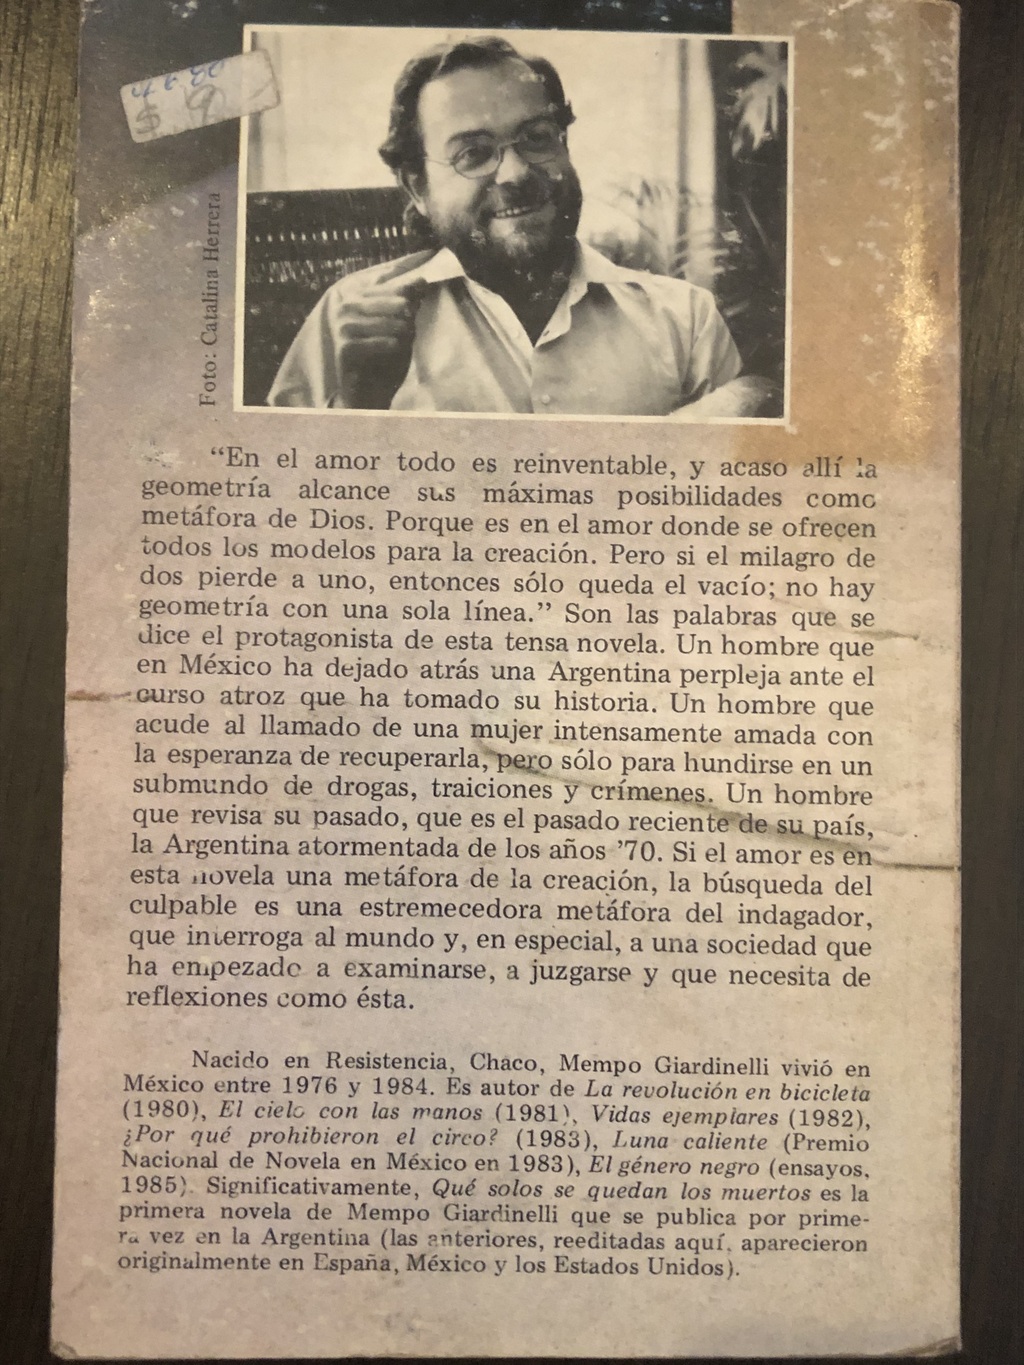 $ 9
Foto: Catalina Herrera
“En el amor todo es reinventable, y acaso allí la
geometría alcance sus máximas posibilidades como
metáfora de Dios. Porque es en el amor donde se ofrecen
todos los modelos para la creación. Pero si el milagro de
dos pierde a uno, entonces sólo queda el vacío; no hay
geometría con una sola línea.” Son las palabras que se
dice el protagonista de esta tensa novela. Un hombre que
en México ha dejado atrás una Argentina perpleja ante el
curso atroz que ha tomado su historia. Un hombre que
acude al llamado de una mujer intensamente amada con
la esperanza de recuperarla, pero sólo para hundirse en un
submundo de drogas, traiciones y crímenes. Un hombre
que revisa su pasado, que es el pasado reciente de su país,
la Argentina atormentada de los años ’70. Si el amor es en
esta novela una metáfora de la creación, la búsqueda del
culpable es una estremecedora metáfora del indagador,
que interroga al mundo y, en especial, a una sociedad que
ha empezado a examinarse, a juzgarse y que necesita de
reflexiones como ésta.
Nacido en Resistencia, Chaco, Mempo Giardinelli vivió en
México entre 1976 y 1984. Es autor de La revolución en bicicleta
(1980), El cielo con las manos (1981), Vidas ejemplares (1982),
¿Por qué prohibieron el circo? (1983), Luna caliente (Premio
Nacional de Novela en México en 1983), El género negro (ensayos,
1985). Significativamente, Qué solos se quedan los muertos es la
primera novela de Mempo Giardinelli que se publica por prime-
ra vez en la Argentina (las anteriores, reeditadas aquí, aparecieron
originalmente en España, México y los Estados Unidos).